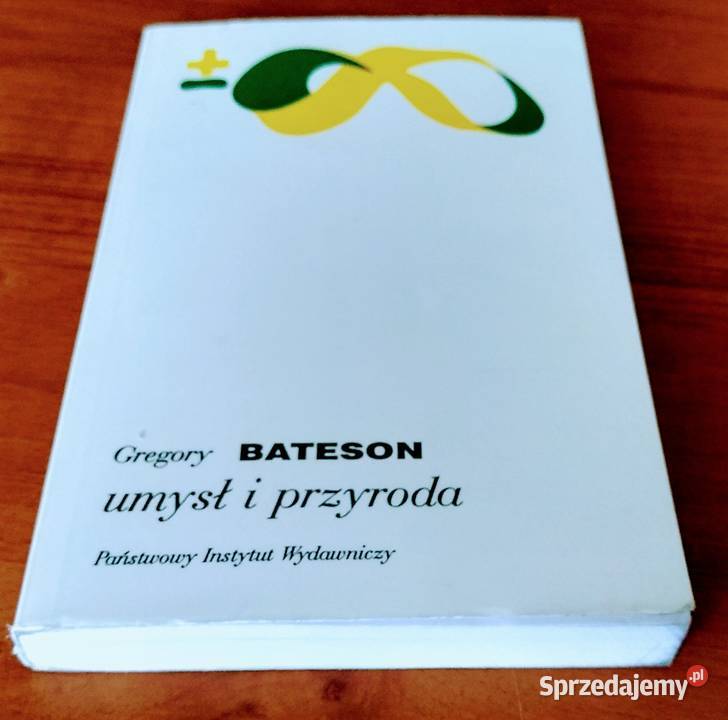 ±∞
Gregory BATESON
umysł i przyroda
Państwowy Instytut Wydawniczy
Sprzedajemy.pl